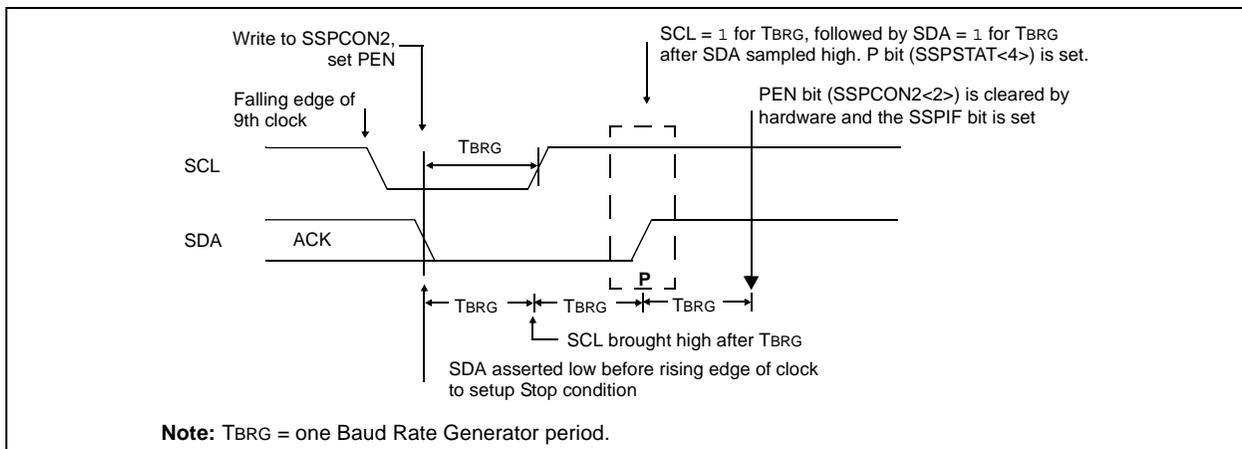 Write to SSPCON2,
set PEN
SCL = 1 for TBRG, followed by SDA = 1 for TBRG
after SDA sampled high. P bit (SSPSTAT<4>) is set.
Falling edge of
9th clock
PEN bit (SSPCON2<2>) is cleared by
hardware and the SSPIF bit is set
TBRG
SCL
SDA
ACK
P
TBRG
TBRG
TBRG
SCL brought high after TBRG
SDA asserted low before rising edge of clock
to setup Stop condition
Note: TBRG = one Baud Rate Generator period.